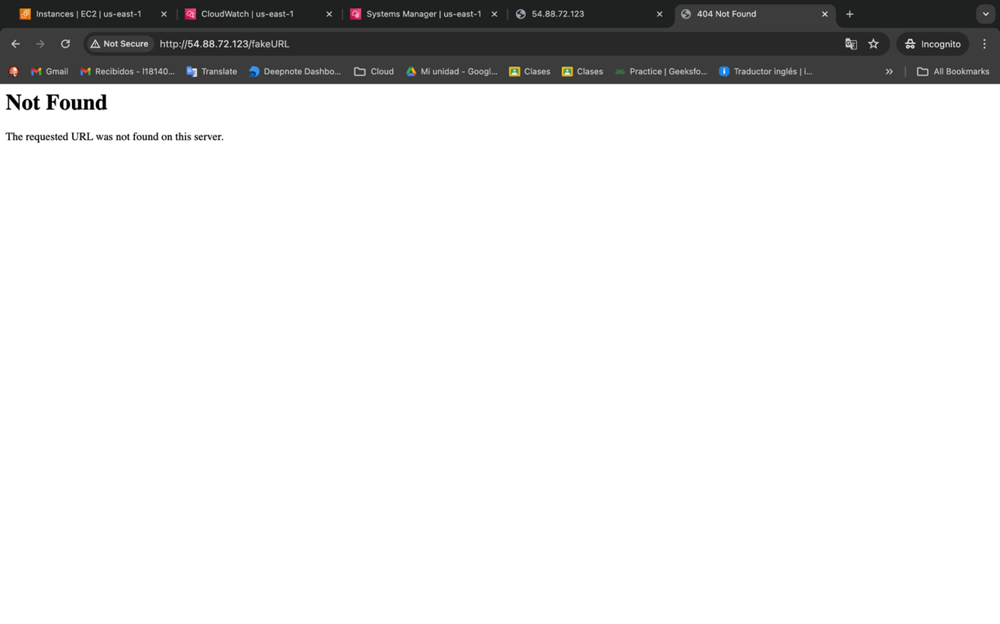 Instances | EC2 | us-east-1
CloudWatch | us-east-1
Systems Manager | us-east-1
54.88.72.123
404 Not Found
Not Secure
http://54.88.72.123/fakeURL
Incognito
Gmail
Recibidos - l18140...
Translate
Deepnote Dashbo...
Cloud
Mi unidad - Googl...
Clases
Clases
Practice | Geeksfo...
Traductor inglés | i...
All Bookmarks
Not Found
The requested URL was not found on this server.